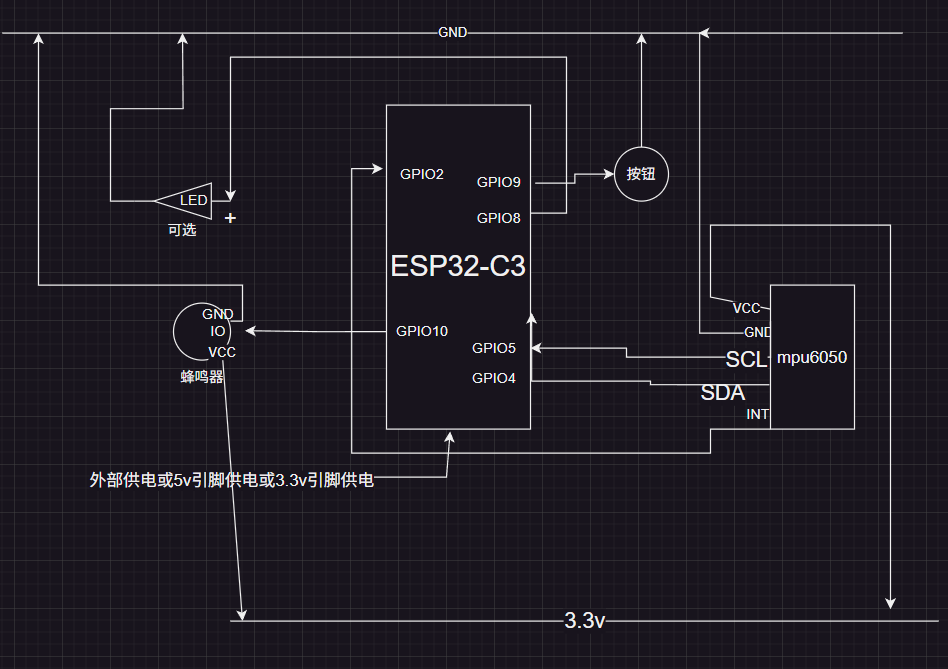 GND
GPIO2
GPIO9
按钮
LED
+
可选
GPIO8
ESP32-C3
GND
IO
VCC
蜂鸣器
GPIO10
GPIO5
GPIO4
VCC
GND
SCL
mpu6050
SDA
INT
外部供电或5v引脚供电或3.3v引脚供电
3.3v